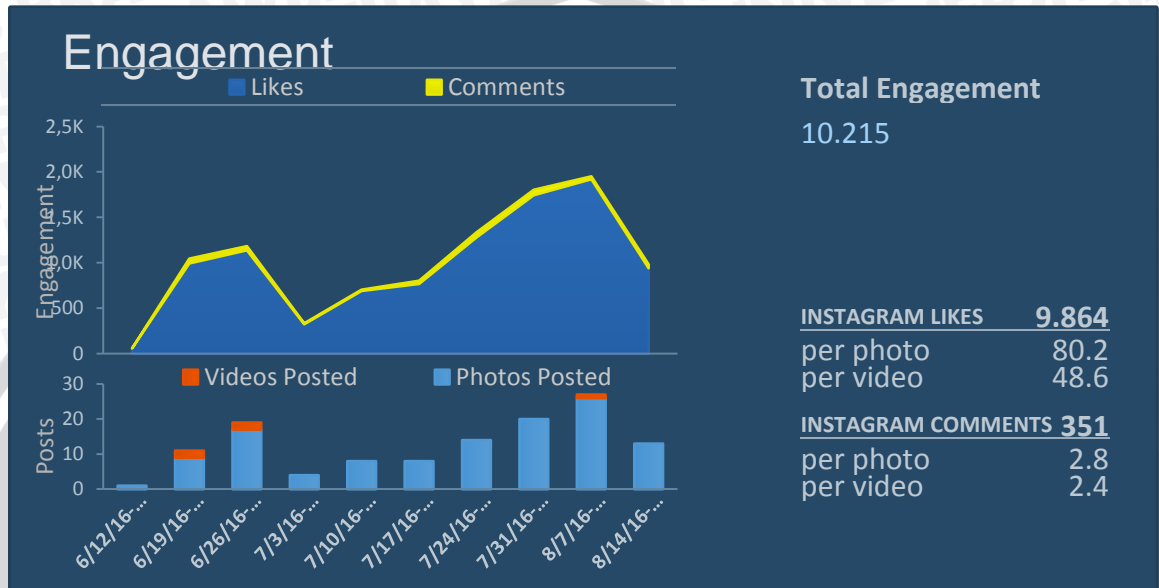 Engagement
Likes
Comments
2,5K
2,0K
1,5K
1,0K
500
0
Engagement
Videos Posted
Photos Posted
30
20
10
0
Posts
6/12/16-...
6/19/16-...
6/26/16-...
7/3/16-...
7/10/16-...
7/17/16-...
7/24/16-...
7/31/16-...
8/7/16-...
8/14/16-...
Total Engagement
10.215
INSTAGRAM LIKES 9.864
per photo 80.2
per video 48.6
INSTAGRAM COMMENTS 351
per photo 2.8
per video 2.4